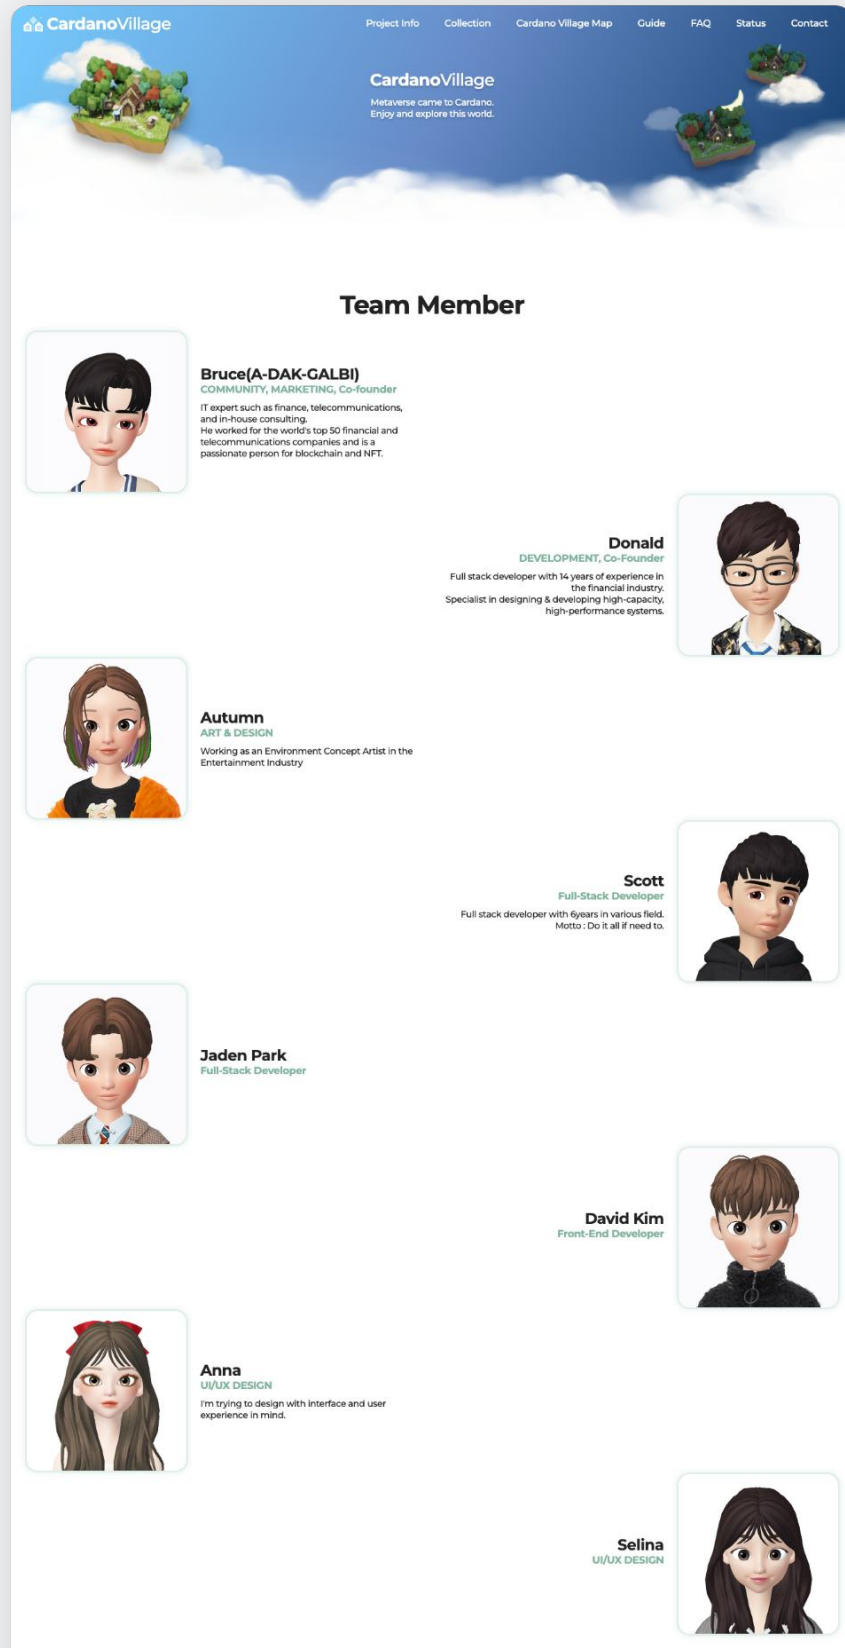 CardanoVillage
Project Info Collection Cardano Village Map Guide FAQ Status Contact
CardanoVillage
Metaverse came to Cardano.
Enjoy and explore this world.
Team Member
Bruce(A-DAK-GALBI)
COMMUNITY, MARKETING, Co-founder
IT expert such as finance, telecommunications,
and in-house consulting.
He worked for the world's top 50 financial and
telecommunications companies and is a
passionate person for blockchain and NFT.
Donald
DEVELOPMENT, Co-Founder
Full stack developer with 14 years of experience in
the financial industry.
Specialist in designing & developing high-capacity,
high-performance systems.
Autumn
ART & DESIGN
Working as an Environment Concept Artist in the
Entertainment Industry
Scott
Full-Stack Developer
Full stack developer with 6years in various field.
Motto : Do it all if need to.
Jaden Park
Full-Stack Developer
David Kim
Front-End Developer
Anna
UI/UX DESIGN
I'm trying to design with interface and user
experience in mind.
Selina
UI/UX DESIGN